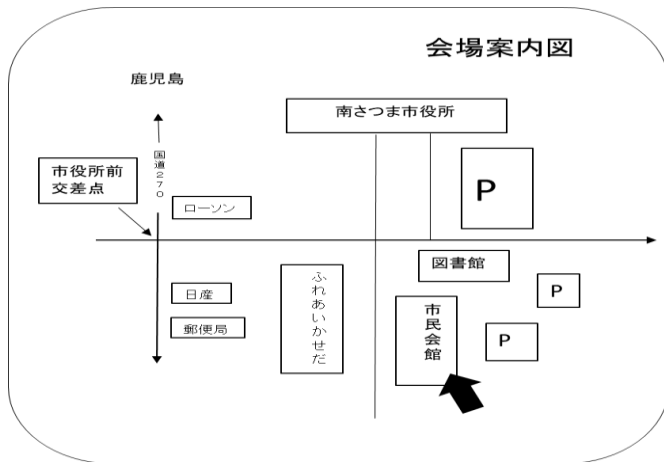 会場案内図
鹿児島
国道270
南さつま市役所
市役所前
交差点
ローソン
P
図書館
日産
ふれあいかせだ
P
郵便局
市民会館
P